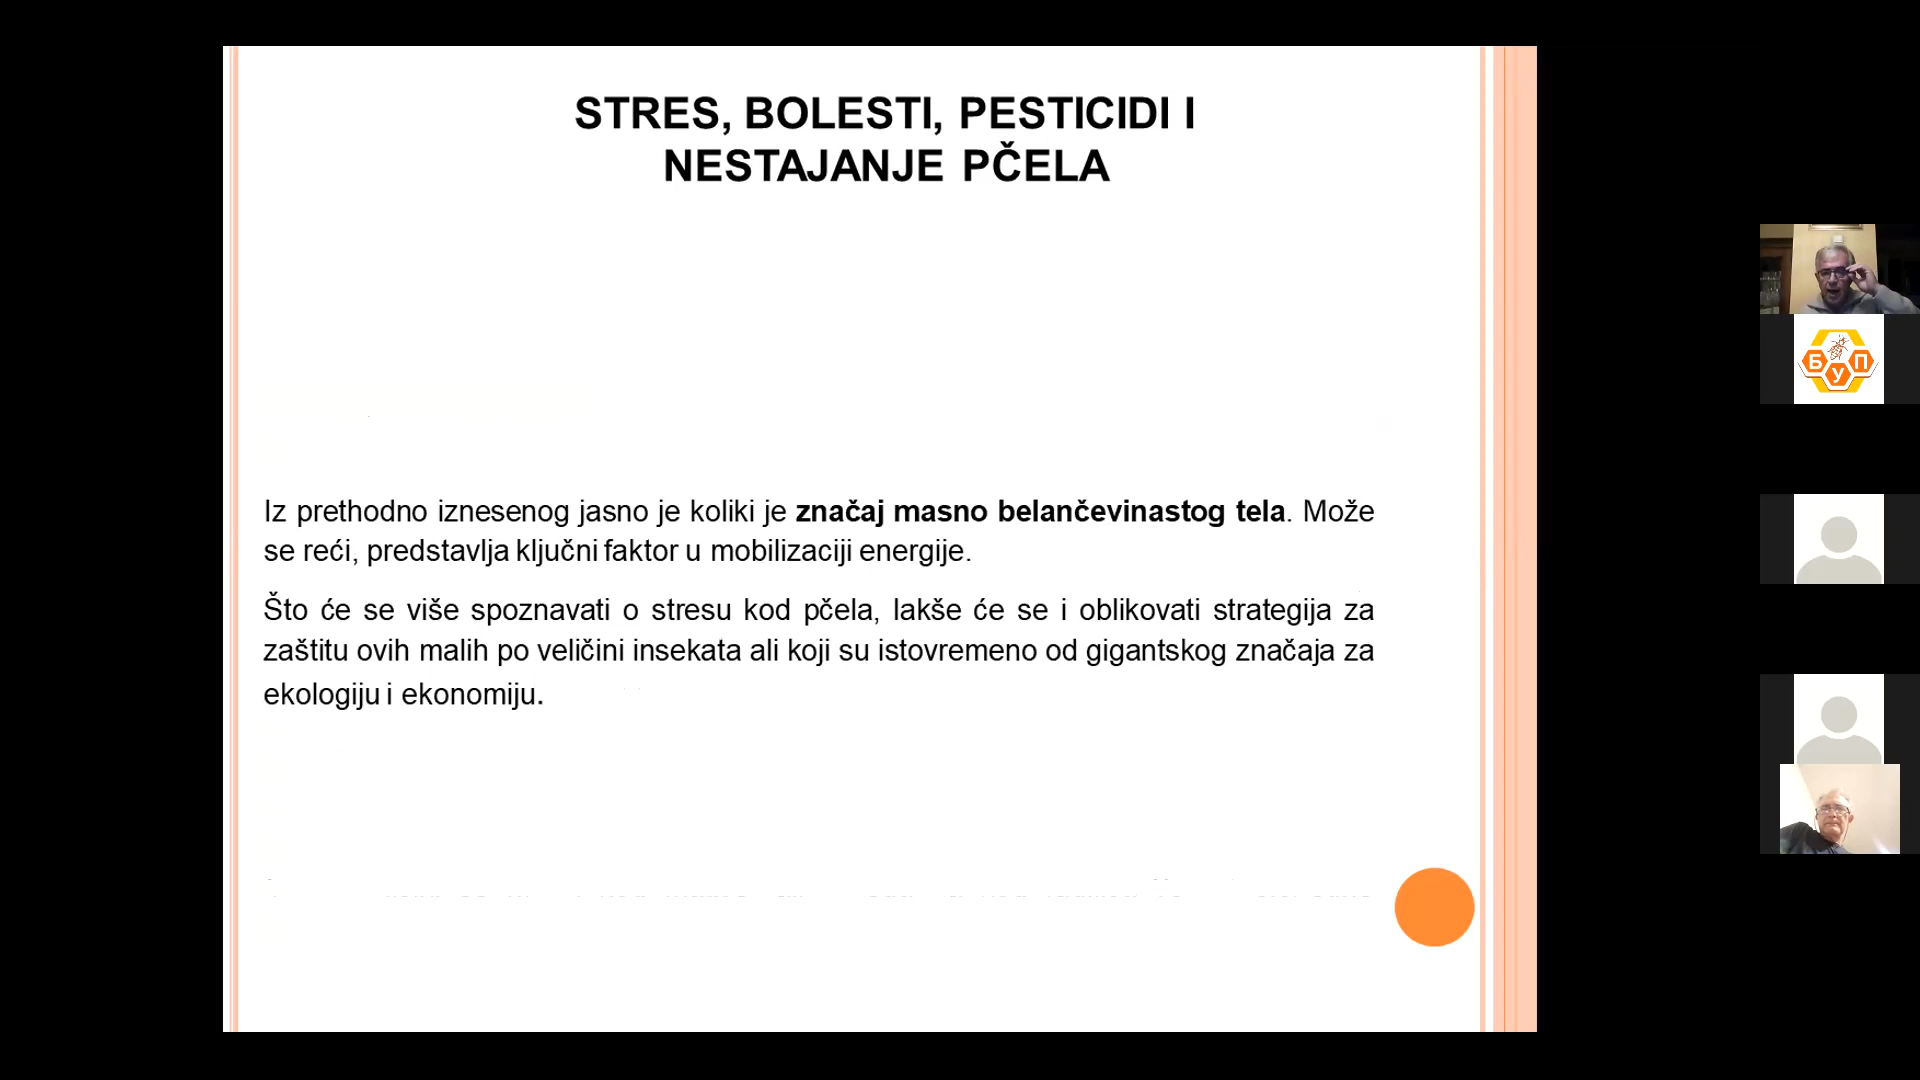 STRES, BOLESTI, PESTICIDI I
NESTAJANJE PČELA
Iz prethodno iznesenog jasno je koliki je značaj masno belančevinastog tela. Može
se reći, predstavlja ključni faktor u mobilizaciji energije.
Što će se više spoznavati o stresu kod pčela, lakše će se i oblikovati strategija za
zaštitu ovih malih po veličini insekata ali koji su istovremeno od gigantskog značaja za
ekologiju i ekonomiju.
Б У П